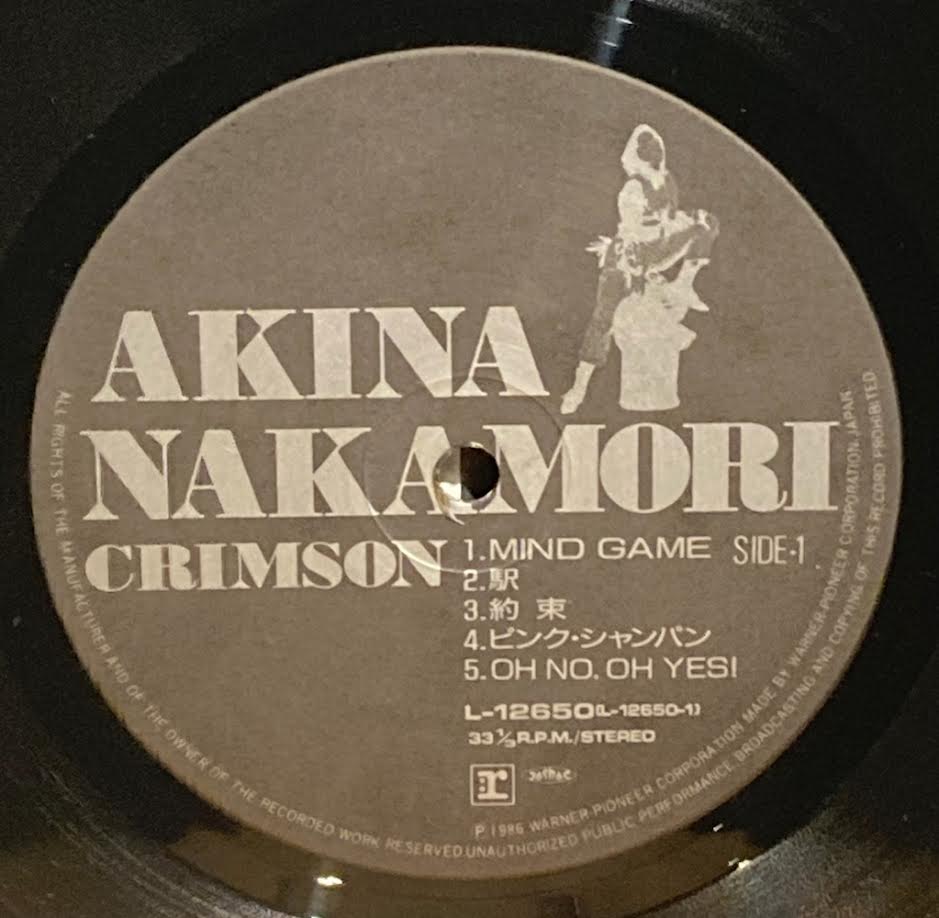 AKINA
NAKAMORI
CRIMSON
SIDE·1
1.MIND GAME
2.駅
3.約束
4.ピンク・シャンパン
5.OH NO, OH YES!
L-12650(L-12650-1)
33⅓R.P.M./STEREO
r
P 1986 WARNER-PIONEER CORPORATION MADE BY WARNER-PIONEER CORPORATION, JAPAN.
ALL RIGHTS OF THE MANUFACTURER AND OF THE OWNER OF THE RECORDED WORK RESERVED.UNAUTHORIZED PUBLIC PERFORMANCE, BROADCASTING AND COPYING OF THIS RECORD PROHIBITED.